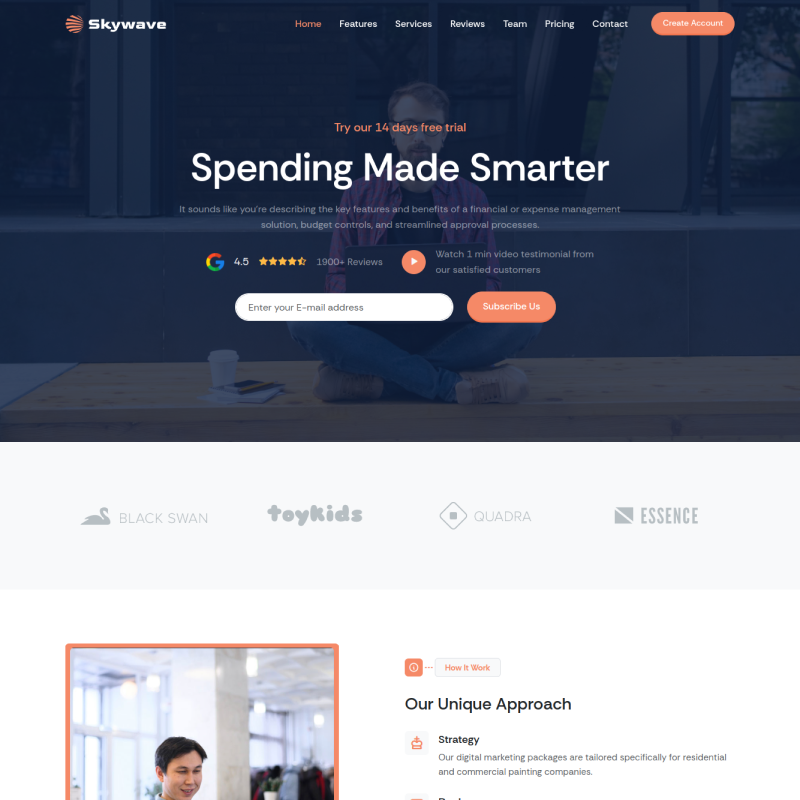 Skywave
Home Features Services Reviews Team Pricing Contact Create Account
Try our 14 days free trial
Spending Made Smarter
It sounds like you're describing the key features and benefits of a financial or expense management
solution, budget controls, and streamlined approval processes.
4.5 1900+ Reviews
Watch 1 min video testimonial from
our satisfied customers
Enter your E-mail address Subscribe Us
BLACK SWAN toykids QUADRA ESSENCE
How It Work
Our Unique Approach
Strategy
Our digital marketing packages are tailored specifically for residential
and commercial painting companies.